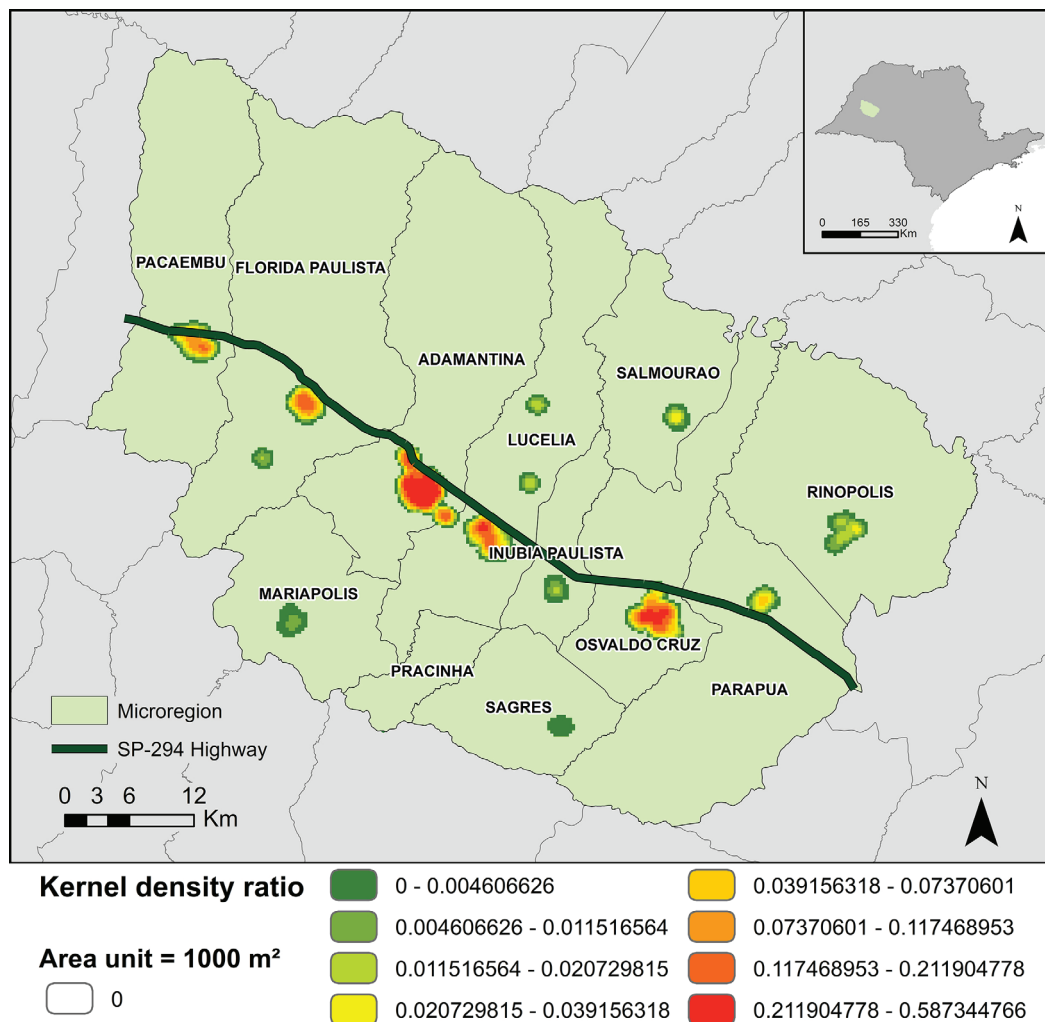 0 165 330
Km
N
PACAEMBU
FLORIDA PAULISTA
ADAMANTINA
SALMOURAO
LUCELIA
RINOPOLIS
INUBIA PAULISTA
MARIAPOLIS
OSVALDO CRUZ
PRACINHA
PARAPUA
SAGRES
Microregion
SP-294 Highway
0 3 6 12
Km
N
Kernel density ratio
Area unit = 1000 m²
0
0 - 0.004606626
0.004606626 - 0.011516564
0.011516564 - 0.020729815
0.020729815 - 0.039156318
0.039156318 - 0.07370601
0.07370601 - 0.117468953
0.117468953 - 0.211904778
0.211904778 - 0.587344766